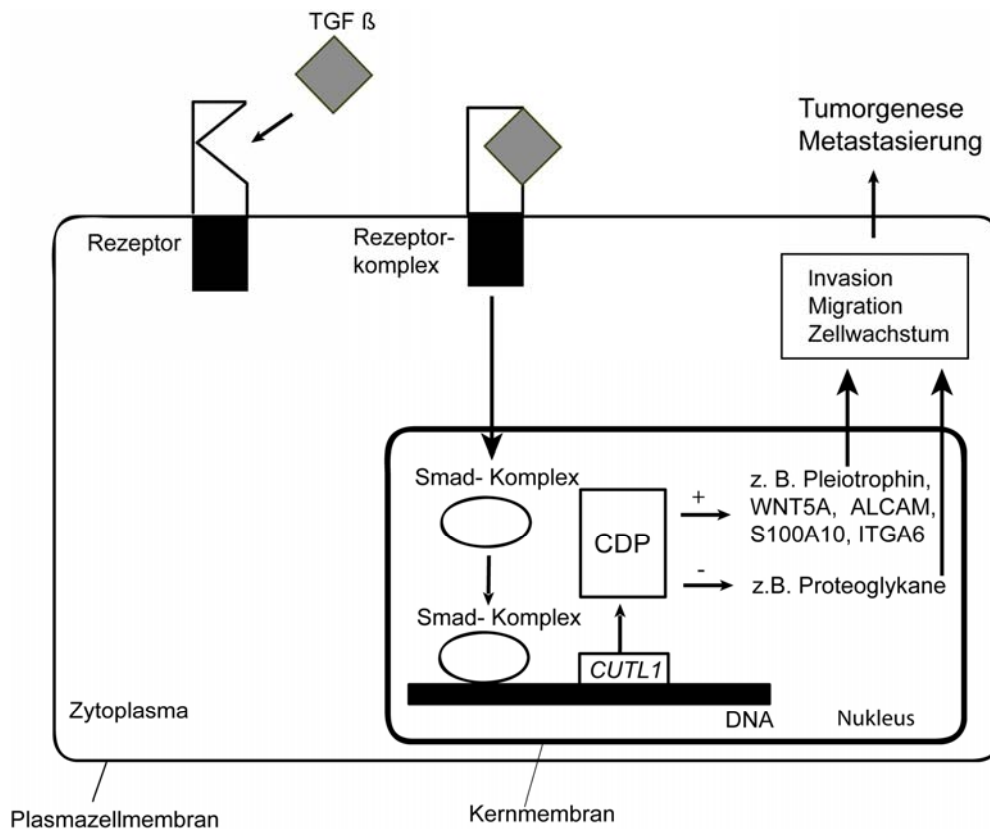 TGF ß
Tumorgenese
Metastasierung
Rezeptor
Rezeptor-
komplex
Invasion
Migration
Zellwachstum
Smad- Komplex
CDP
+
z. B. Pleiotrophin,
WNT5A, ALCAM,
S100A10, ITGA6
-
z.B. Proteoglykane
Smad- Komplex
CUTL1
DNA
Nukleus
Zytoplasma
Plasmazellmembran
Kernmembran